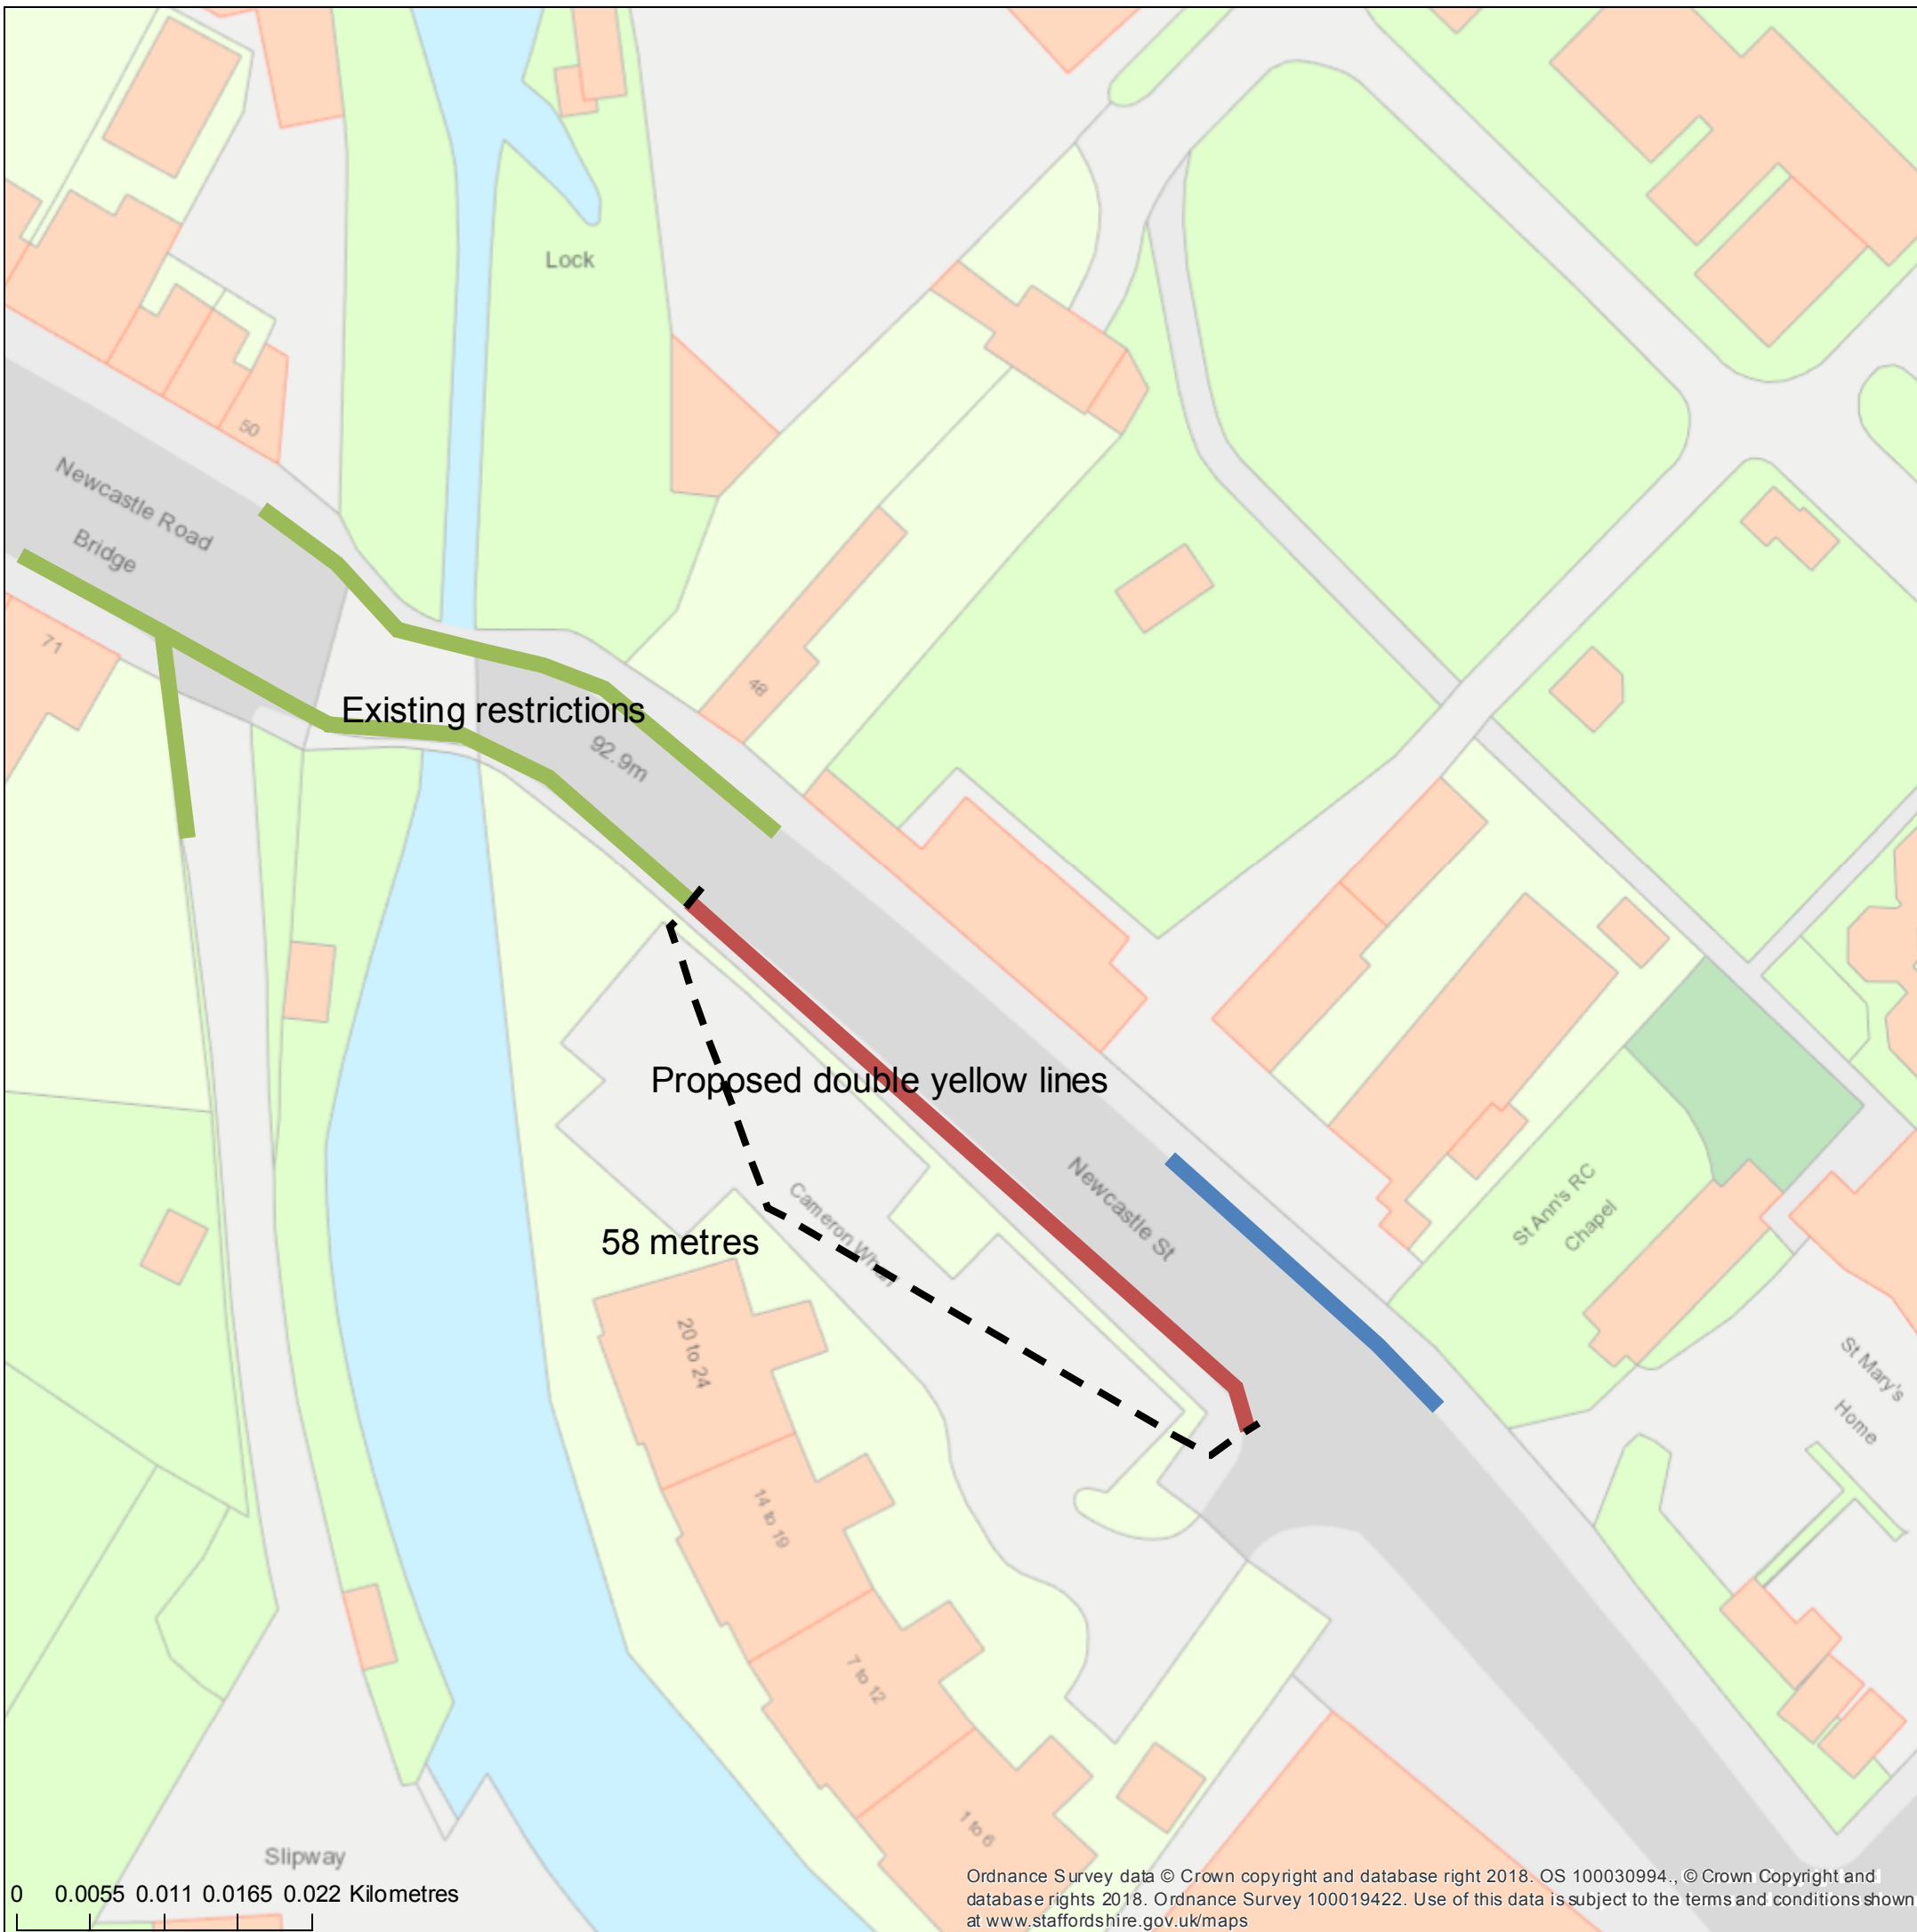 Lock
50
Newcastle Road
Bridge
71
48
Existing restrictions
92.9m
Proposed double yellow lines
Newcastle St
St Ann's RC
Chapel
Cameron Wharf
58 metres
20 to 24
St Mary's
Home
14 to 19
7 to 12
1 to 6
Slipway
0 0.0055 0.011 0.0165 0.022 Kilometres
Ordnance Survey data © Crown copyright and database right 2018. OS 100030994., © Crown Copyright and
database rights 2018. Ordnance Survey 100019422. Use of this data is subject to the terms and conditions shown
at www.staffordshire.gov.uk/maps